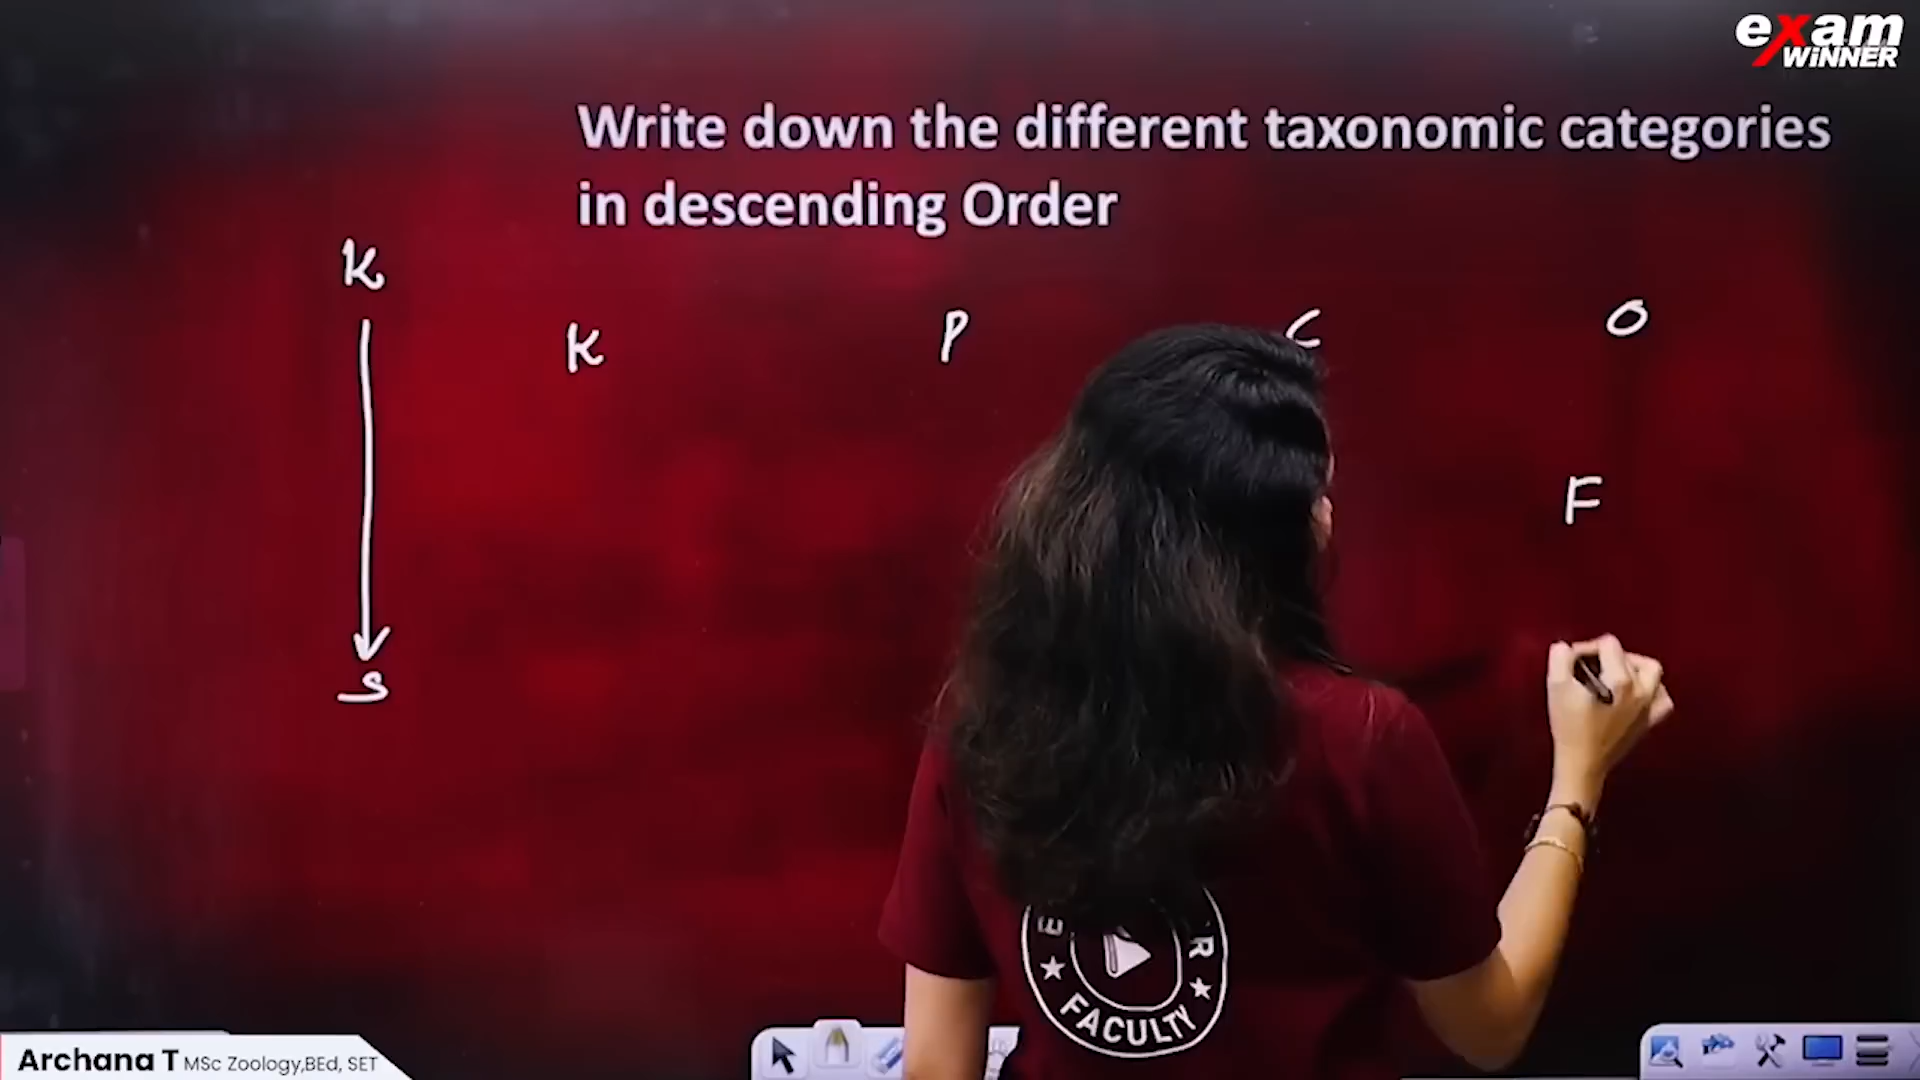 exam
WiNNER
Write down the different taxonomic categories
in descending Order
K
K P C O
F
S
FACULTY
R
Archana T MSc Zoology,BEd, SET